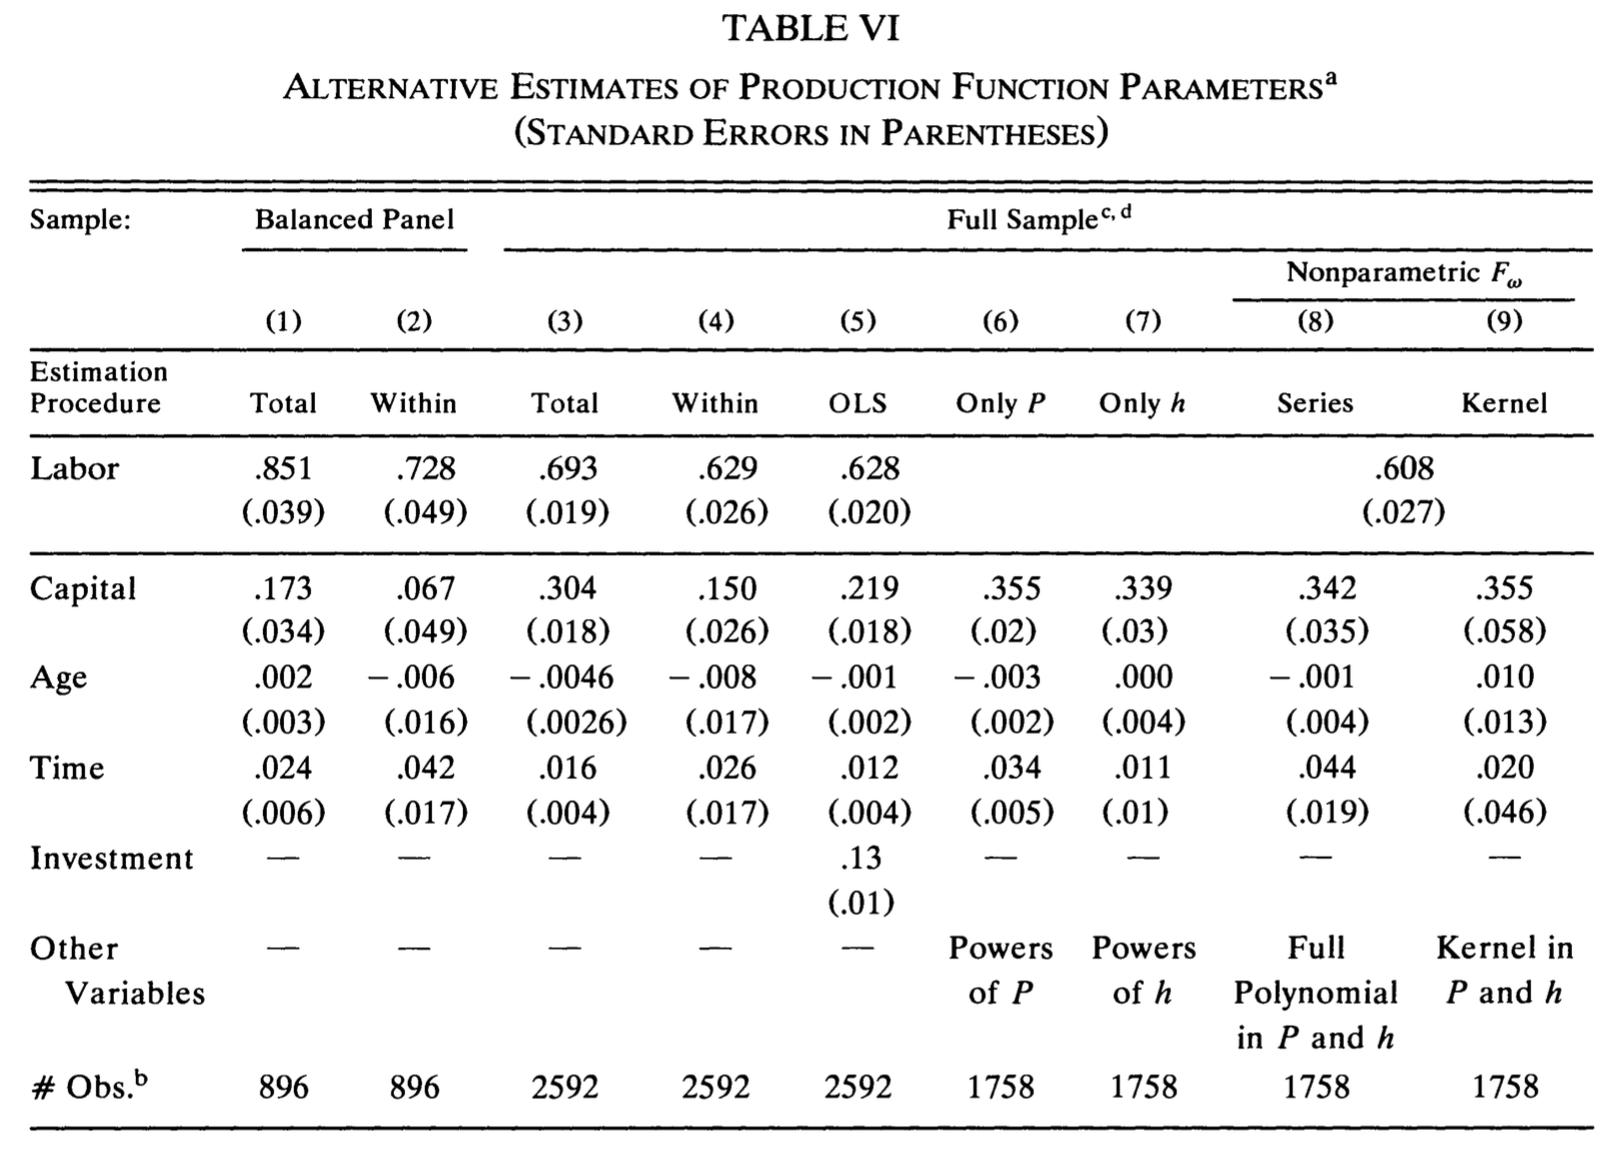 TABLE VI
ALTERNATIVE ESTIMATES OF PRODUCTION FUNCTION PARAMETERSᵃ
(STANDARD ERRORS IN PARENTHESES)
Sample: Balanced Panel Full Sampleᶜ,ᵈ
Nonparametric F_ω
(1) (2) (3) (4) (5) (6) (7) (8) (9)
Estimation
Procedure Total Within Total Within OLS Only P Only h Series Kernel
Labor .851 .728 .693 .629 .628 .608
(.039) (.049) (.019) (.026) (.020) (.027)
Capital .173 .067 .304 .150 .219 .355 .339 .342 .355
(.034) (.049) (.018) (.026) (.018) (.02) (.03) (.035) (.058)
Age .002 −.006 −.0046 −.008 −.001 −.003 .000 −.001 .010
(.003) (.016) (.0026) (.017) (.002) (.002) (.004) (.004) (.013)
Time .024 .042 .016 .026 .012 .034 .011 .044 .020
(.006) (.017) (.004) (.017) (.004) (.005) (.01) (.019) (.046)
Investment — — — — .13 — — — —
(.01)
Other — — — — — Powers Powers Full Kernel in
Variables of P of h Polynomial P and h
in P and h
# Obs.ᵇ 896 896 2592 2592 2592 1758 1758 1758 1758